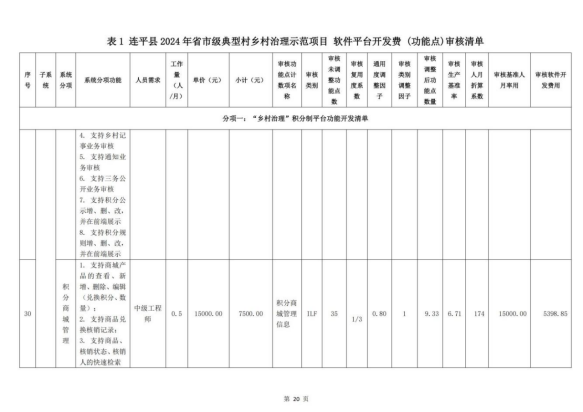 表 1 连平县 2024 年省市级典型村乡村治理示范项目 软件平台开发费 (功能点)审核清单
序号 子系统 系统分项 系统分项功能 人员需求 工作量(人/月) 单价(元) 小计(元) 审核功能点计数项名称 审核类别 审核未调整功能点数 审核复用度系数 通用度调整因子 审核类别调整因子 审核调整后功能点数量 审核生产基准率 审核人月折算系数 审核基准人月率用 审核软件开发费用
分项一：“乡村治理”积分制平台功能开发清单
4. 支持乡村记
事业务审核
5. 支持通知业
务审核
6. 支持三务公
开业务审核
7. 支持积分公
示增、删、改,
并在前端展示
8. 支持积分规
则增、删、改,
并在前端展示
30 积分商城管理
1. 支持商城产
品的查看、新
增、删除、编辑
(兑换积分、数
量)；
2. 支持商品兑
换核销记录；
3. 支持商品、
核销状态、核销
人的快速检索
中级工程师 0.5 15000.00 7500.00 积分商城管理信息 ILF 35 1/3 0.80 1 9.33 6.71 174 15000.00 5398.85
第 20 页